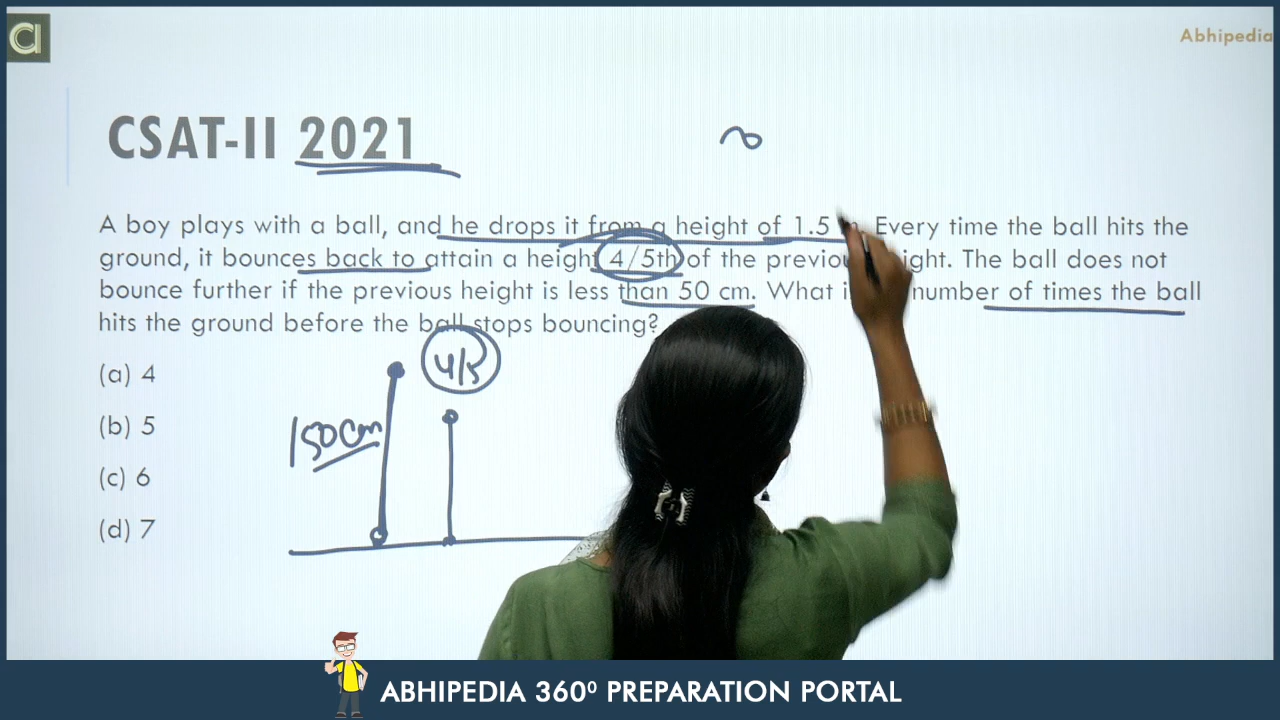 a
Abhipedia
CSAT-II 2021
A boy plays with a ball, and he drops it from a height of 1.5 Every time the ball hits the
ground, it bounces back to attain a height 4/5th of the previous The ball does not
bounce further if the previous height is less than 50 cm. What number of times the ball
hits the ground before the ball stops bouncing?
(a) 4
4/5
(b) 5
150cm
(c) 6
(d) 7
ABHIPEDIA 360º PREPARATION PORTAL